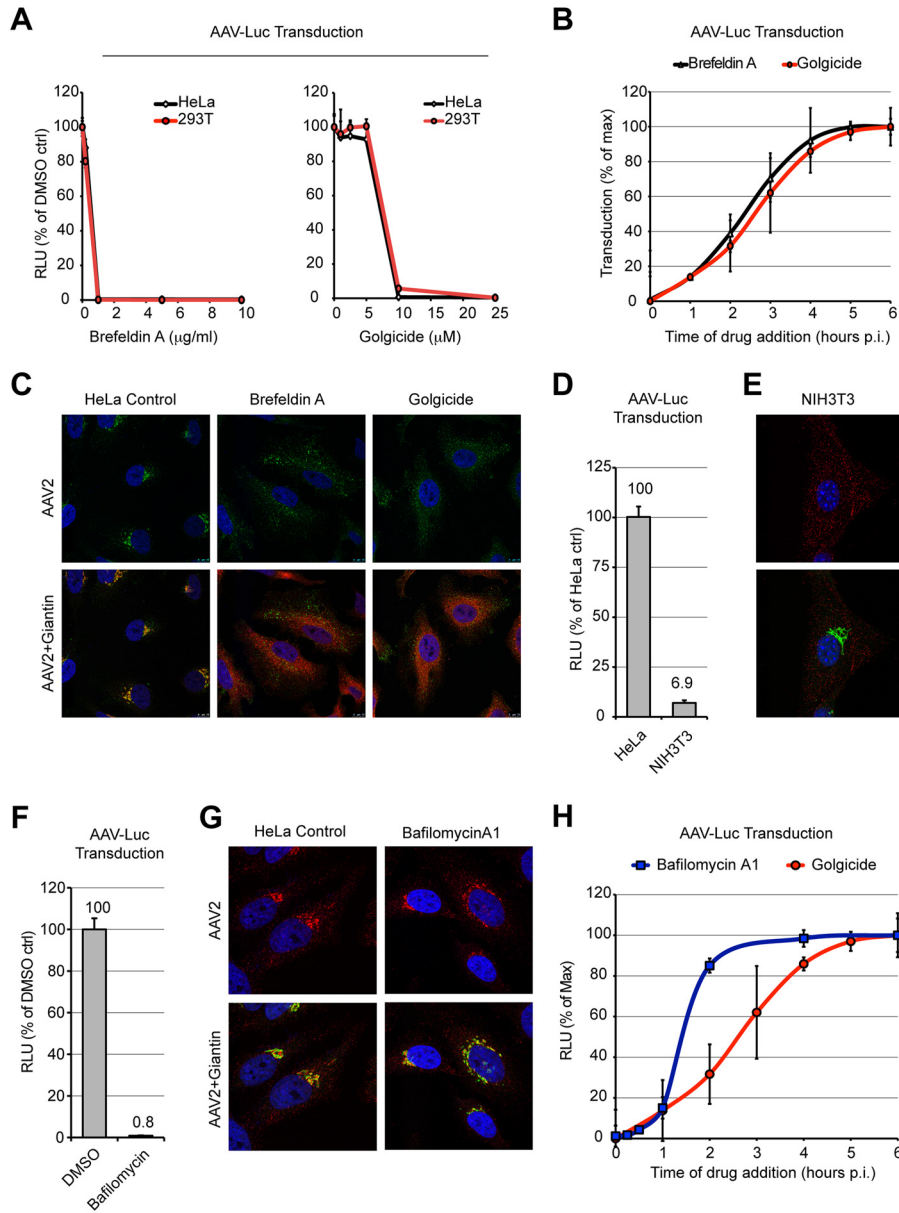 A
AAV-Luc Transduction
HeLa
293T
RLU (% of DMSO ctrl)
120
100
80
60
40
20
0
0 2 4 6 8 10
Brefeldin A (μg/ml)
HeLa
293T
120
100
80
60
40
20
0
0 5 10 15 20 25
Golgicide (μM)
B
AAV-Luc Transduction
Brefeldin A Golgicide
Transduction (% of max)
120
100
80
60
40
20
0
0 1 2 3 4 5 6
Time of drug addition (hours p.i.)
C
HeLa Control Brefeldin A Golgicide
AAV2
AAV2+Giantin
D
AAV-Luc
Transduction
RLU (% of HeLa ctrl)
125
100
75
50
25
0
100
6.9
HeLa
NIH3T3
E
NIH3T3
F
AAV-Luc
Transduction
RLU (% of DMSO ctrl)
120
100
80
60
40
20
0
100
0.8
DMSO
Bafilomycin
G
HeLa Control BafilomycinA1
AAV2
AAV2+Giantin
H
AAV-Luc Transduction
Bafilomycin A1 Golgicide
RLU (% of Max)
120
100
80
60
40
20
0
0 1 2 3 4 5 6
Time of drug addition (hours p.i.)